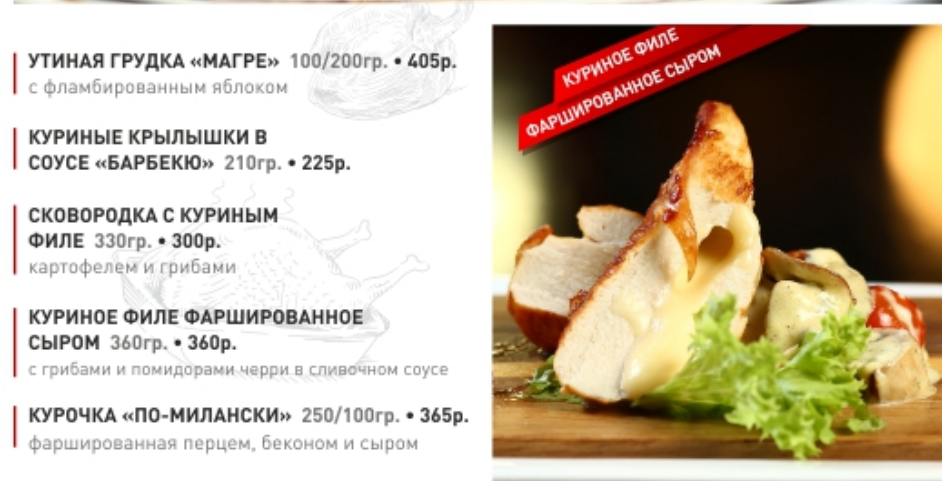 УТИНАЯ ГРУДКА «МАГРЕ» 100/200гр. • 405р.
с фламбированным яблоком
КУРИНЫЕ КРЫЛЫШКИ В
СОУСЕ «БАРБЕКЮ» 210гр. • 225р.
СКОВОРОДКА С КУРИНЫМ
ФИЛЕ 330гр. • 300р.
картофелем и грибами
КУРИНОЕ ФИЛЕ ФАРШИРОВАННОЕ
СЫРОМ 360гр. • 360р.
с грибами и помидорами черри в сливочном соусе
КУРОЧКА «ПО-МИЛАНСКИ» 250/100гр. • 365р.
фаршированная перцем, беконом и сыром
КУРИНОЕ ФИЛЕ
ФАРШИРОВАННОЕ СЫРОМ